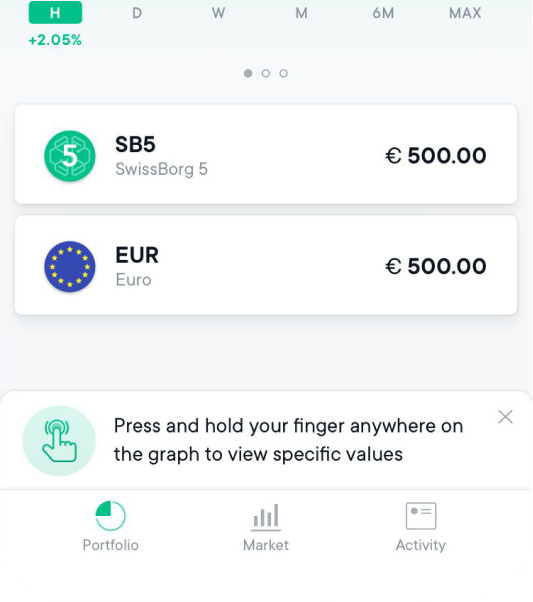 H D W M 6M MAX
+2.05%
5
SB5
SwissBorg 5
€ 500.00
EUR
Euro
€ 500.00
Press and hold your finger anywhere on
the graph to view specific values
Portfolio Market Activity